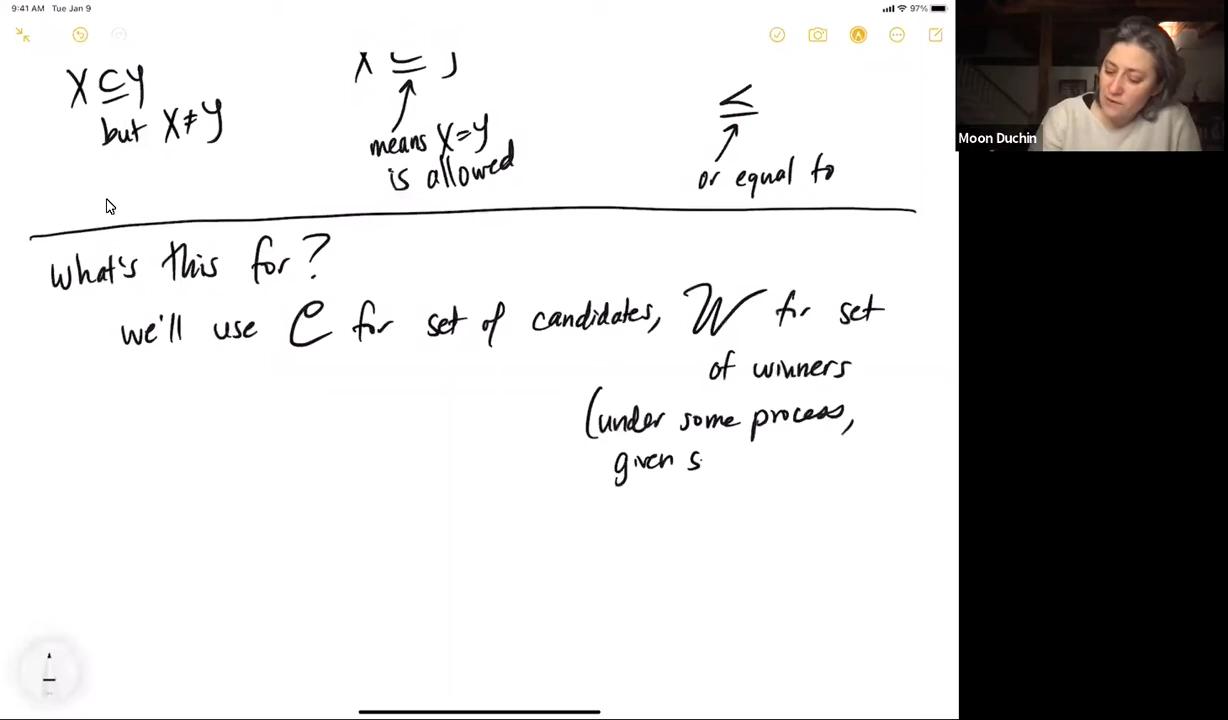 9:41 AM Tue Jan 9
97%
X ⊆ Y
but X ≠ Y
X ⊆
means X=Y
is allowed
≤
or equal to
Moon Duchin
What's this for?
we'll use C for set of candidates, W for set
of winners
(under some process,
given s